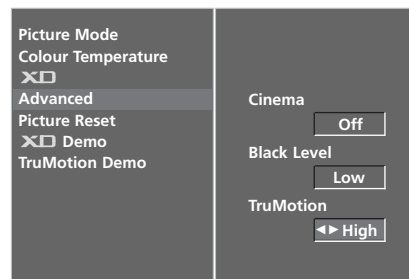 Picture Mode
Colour Temperature
XD
Advanced
Picture Reset
XD Demo
TruMotion Demo
Cinema
Off
Black Level
Low
TruMotion
◄► High